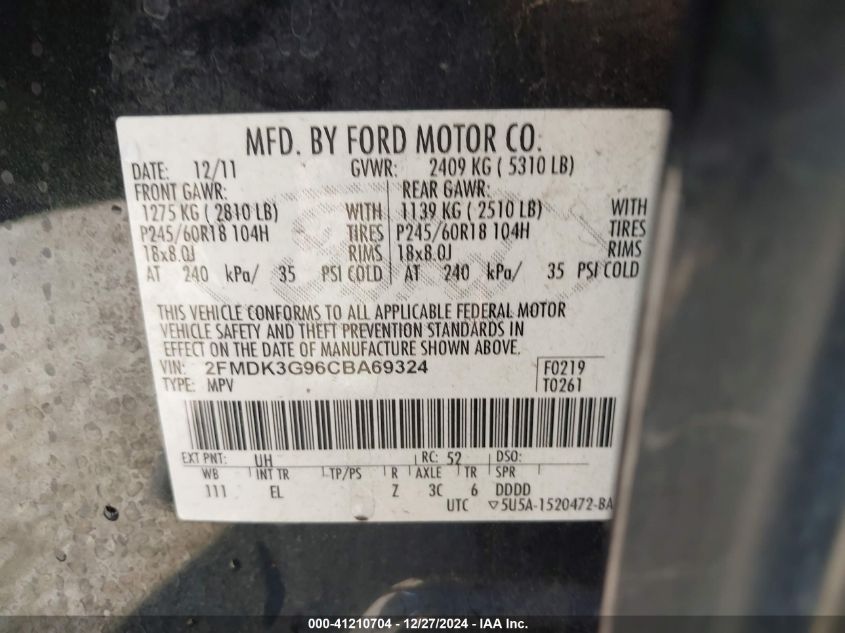 MFD. BY FORD MOTOR CO.
DATE: 12/11 GVWR: 2409 KG ( 5310 LB)
FRONT GAWR: REAR GAWR:
1275 KG ( 2810 LB) WITH 1139 KG ( 2510 LB) WITH
P245/60R18 104H TIRES P245/60R18 104H TIRES
18x8.0J RIMS 18x8.0J RIMS
AT 240 kPa/ 35 PSI COLD AT 240 kPa/ 35 PSI COLD
THIS VEHICLE CONFORMS TO ALL APPLICABLE FEDERAL MOTOR
VEHICLE SAFETY AND THEFT PREVENTION STANDARDS IN
EFFECT ON THE DATE OF MANUFACTURE SHOWN ABOVE.
VIN: 2FMDK3G96CBA69324 F0219
TYPE: MPV T0261
EXT PNT: UH RC: 52 DSO:
WB INT TR TP/PS R AXLE TR SPR
111 EL Z 3C 6 DDDD
UTC ▽5U5A-1520472-BA
000-41210704 - 12/27/2024 - IAA Inc.